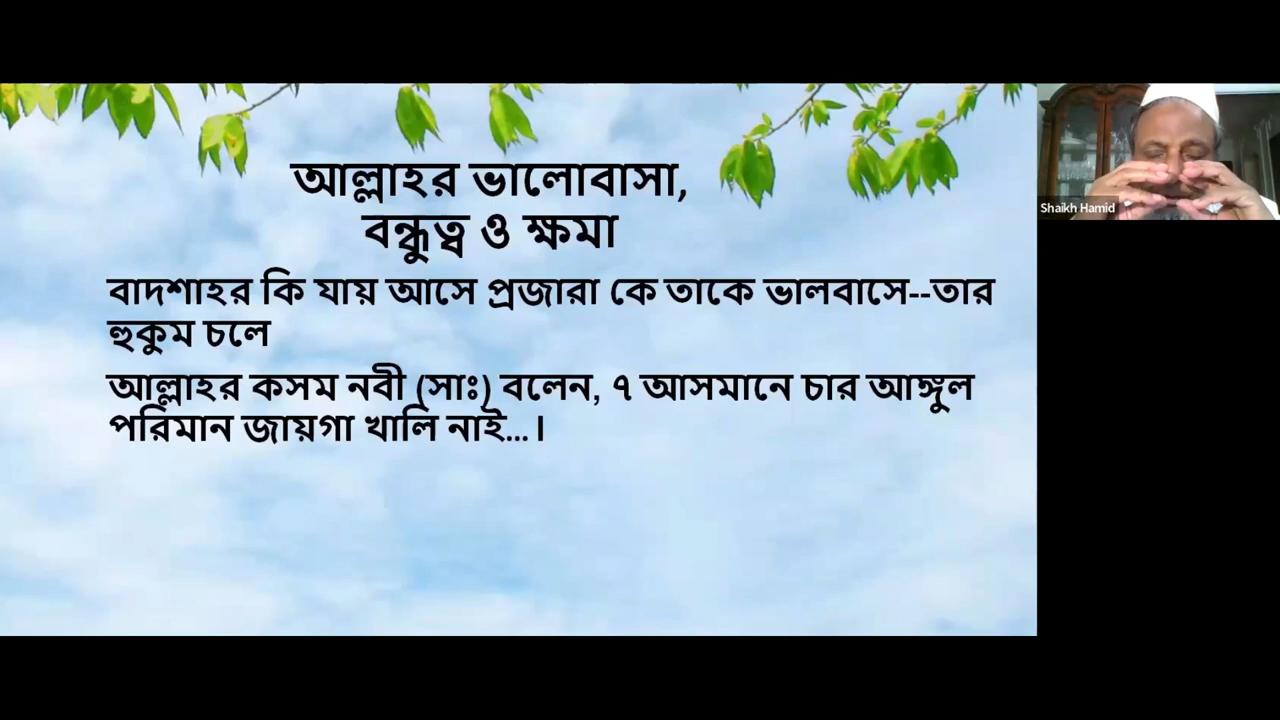 আল্লাহর ভালোবাসা,
বন্ধুত্ব ও ক্ষমা
বাদশাহর কি যায় আসে প্রজারা কে তাকে ভালবাসে--তার
হুকুম চলে
আল্লাহর কসম নবী (সাঃ) বলেন, ৭ আসমানে চার আঙ্গুল
পরিমান জায়গা খালি নাই...।
Shaikh Hamid